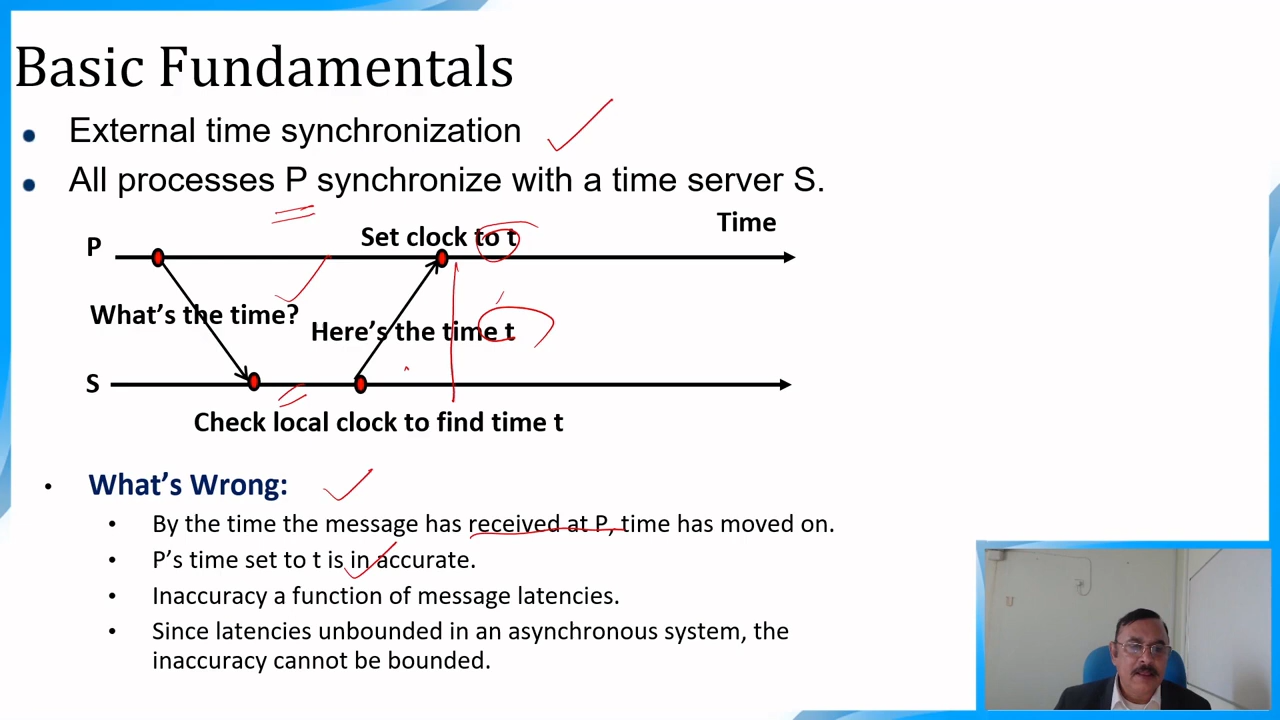 Basic Fundamentals
• External time synchronization
• All processes P synchronize with a time server S.
Time
Set clock to t
P
What's the time?
Here's the time t
S
Check local clock to find time t
• What's Wrong:
• By the time the message has received at P, time has moved on.
• P's time set to t is in accurate.
• Inaccuracy a function of message latencies.
• Since latencies unbounded in an asynchronous system, the
inaccuracy cannot be bounded.